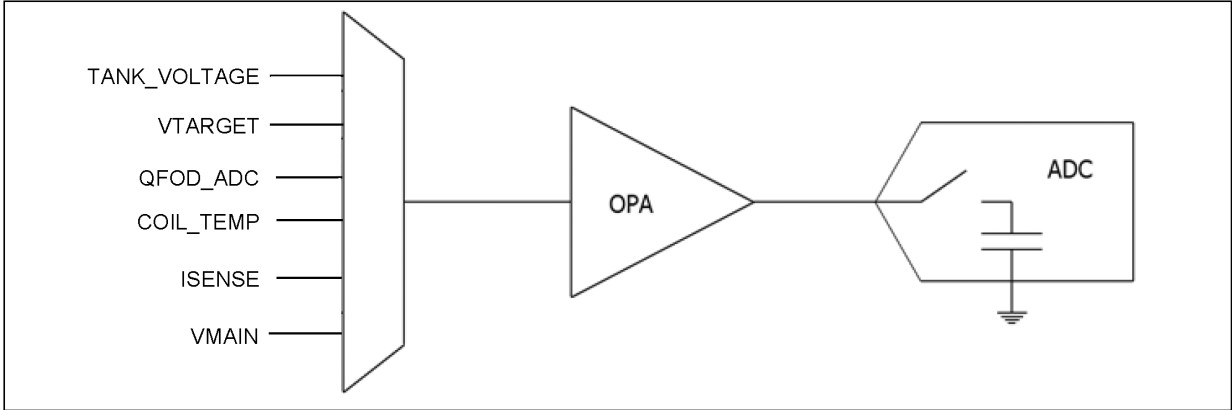 TANK_VOLTAGE
VTARGET
QFOD_ADC
COIL_TEMP
ISENSE
VMAIN
OPA
ADC